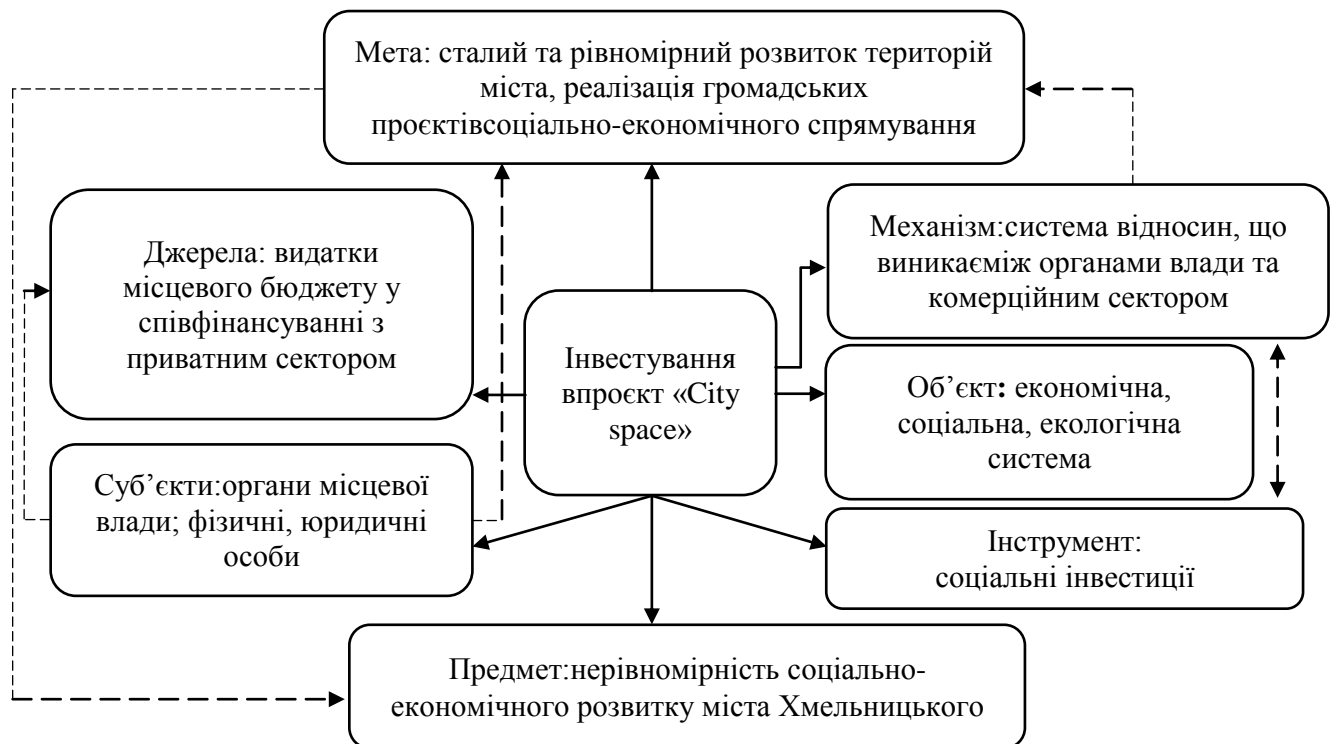 Мета: сталий та рівномірний розвиток територій
міста, реалізація громадських
проєктівсоціально-економічного спрямування
Джерела: видатки
місцевого бюджету у
співфінансуванні з
приватним сектором
Механізм:система відносин, що
виникаєміж органами влади та
комерційним сектором
Інвестування
впроєкт «City
space»
Об’єкт: економічна,
соціальна, екологічна
система
Суб’єкти:органи місцевої
влади; фізичні, юридичні
особи
Інструмент:
соціальні інвестиції
Предмет:нерівномірність соціально-
економічного розвитку міста Хмельницького